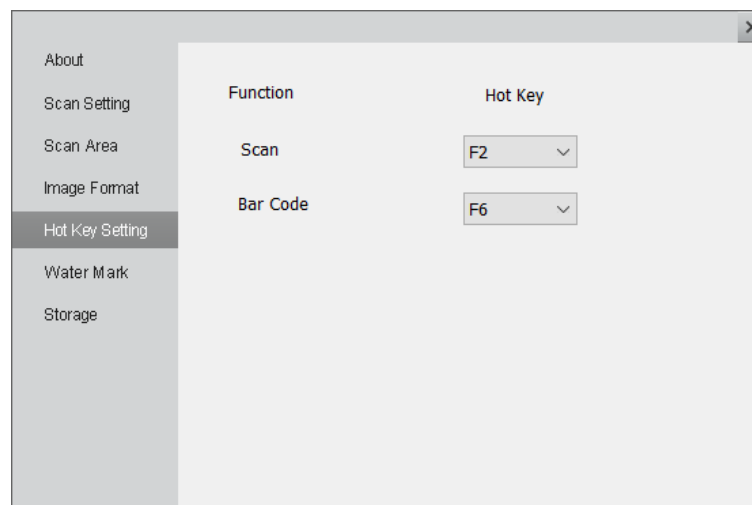 About
Scan Setting
Scan Area
Image Format
Hot Key Setting
Water Mark
Storage
Function Hot Key
Scan F2
Bar Code F6